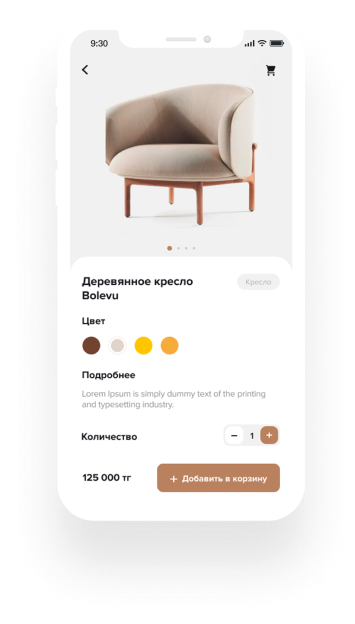 9:30
Деревянное кресло
Bolevu
Кресло
Цвет
Подробнее
Lorem Ipsum is simply dummy text of the printing
and typesetting industry.
Количество
− 1 +
125 000 тг
+ Добавить в корзину